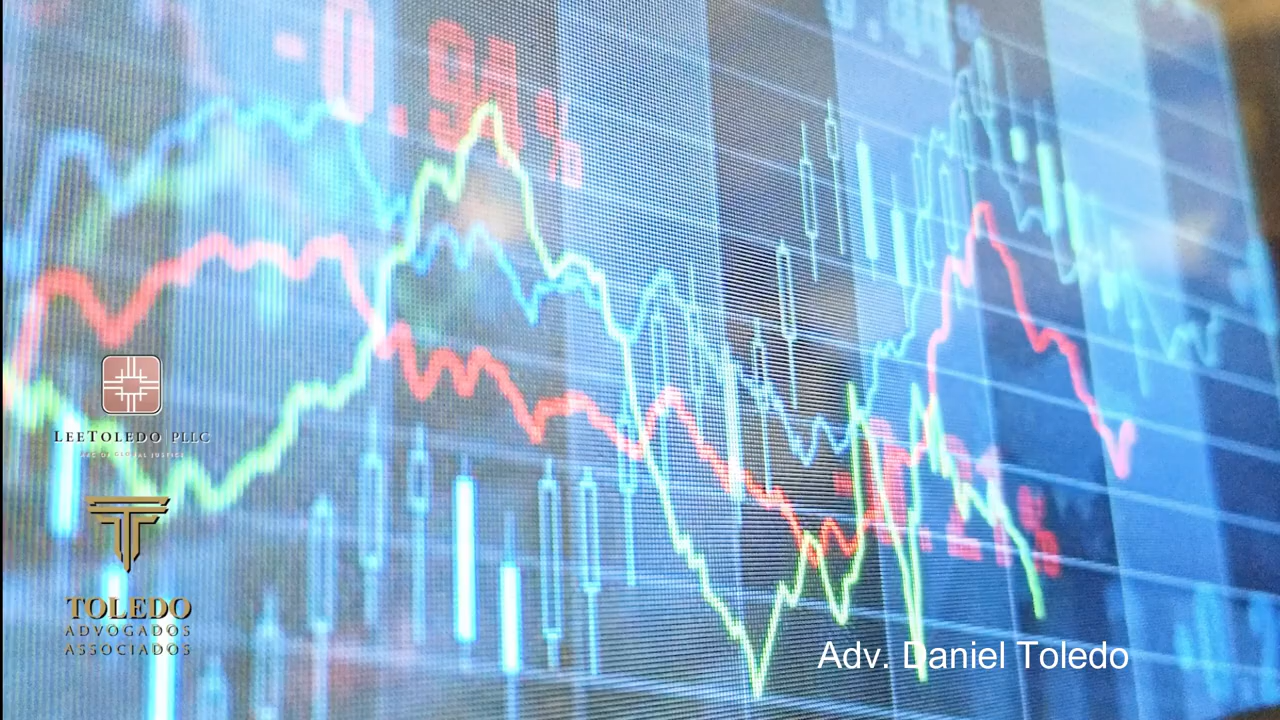 -0.94%
LEETOLEDO PLLC
TOLEDO
ADVOGADOS
ASSOCIADOS
Adv. Daniel Toledo